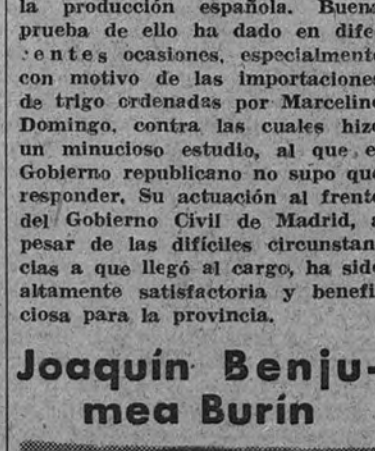 la producción española. Buena
prueba de ello ha dado en dife-
rentes ocasiones, especialmente
con motivo de las importaciones
de trigo ordenadas por Marcelino
Domingo, contra las cuales hizo
un minucioso estudio, al que el
Gobierno republicano no supo que
responder. Su actuación al frente
del Gobierno Civil de Madrid, a
pesar de las difíciles circunstan-
cias a que llegó al cargo, ha sido
altamente satisfactoria y benefi-
ciosa para la provincia.
Joaquín Benju-
mea Burín